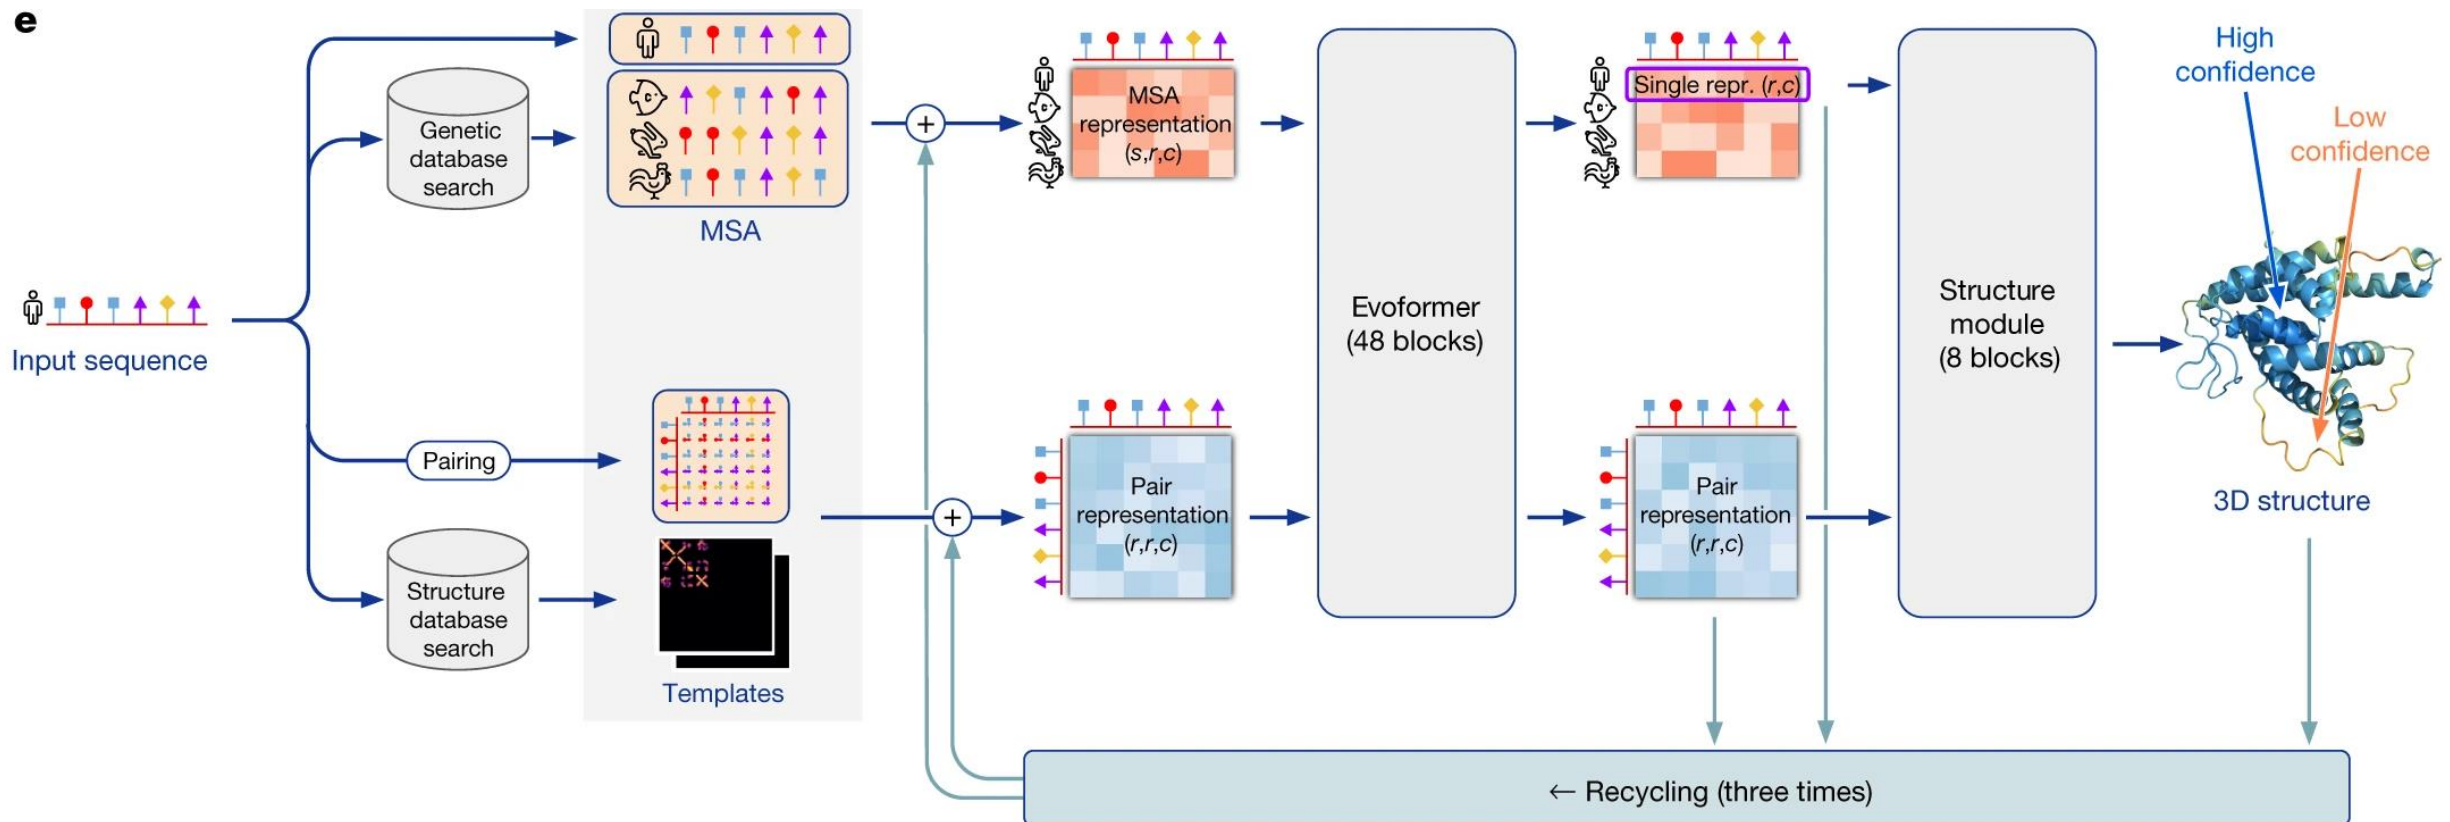 e
Input sequence
Genetic
database
search
Pairing
Structure
database
search
MSA
Templates
MSA
representation
(s,r,c)
Pair
representation
(r,r,c)
Evoformer
(48 blocks)
Single repr. (r,c)
Pair
representation
(r,r,c)
Structure
module
(8 blocks)
High
confidence
Low
confidence
3D structure
← Recycling (three times)